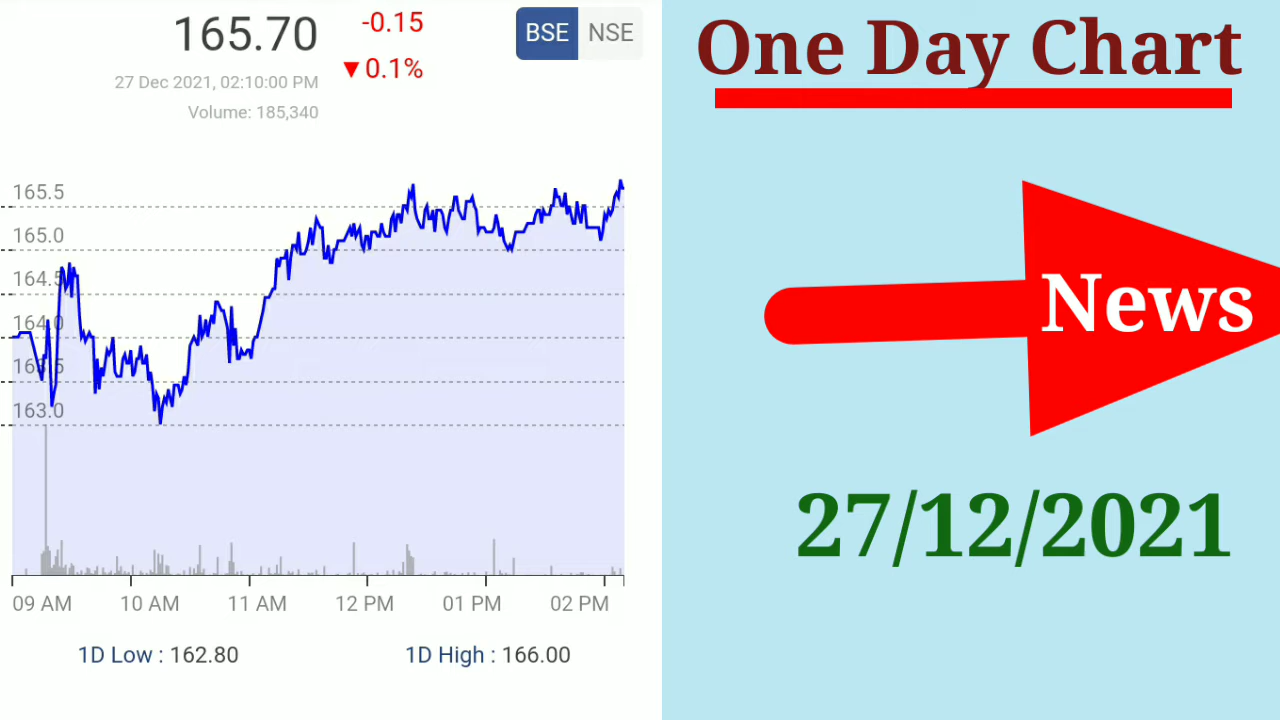 165.70
-0.15
▼0.1%
27 Dec 2021, 02:10:00 PM
Volume: 185,340
BSE NSE
165.5
165.0
164.5
164.0
163.5
163.0
09 AM 10 AM 11 AM 12 PM 01 PM 02 PM
1D Low : 162.80 1D High : 166.00
One Day Chart
News
27/12/2021